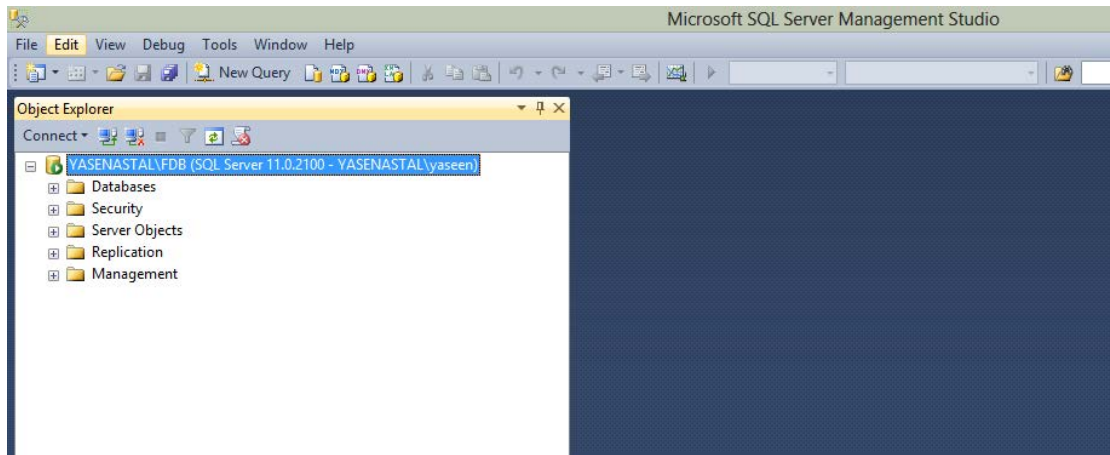 Microsoft SQL Server Management Studio
File Edit View Debug Tools Window Help
New Query
Object Explorer
Connect
YASENASTAL\FDB (SQL Server 11.0.2100 - YASENASTAL\yaseen)
Databases
Security
Server Objects
Replication
Management